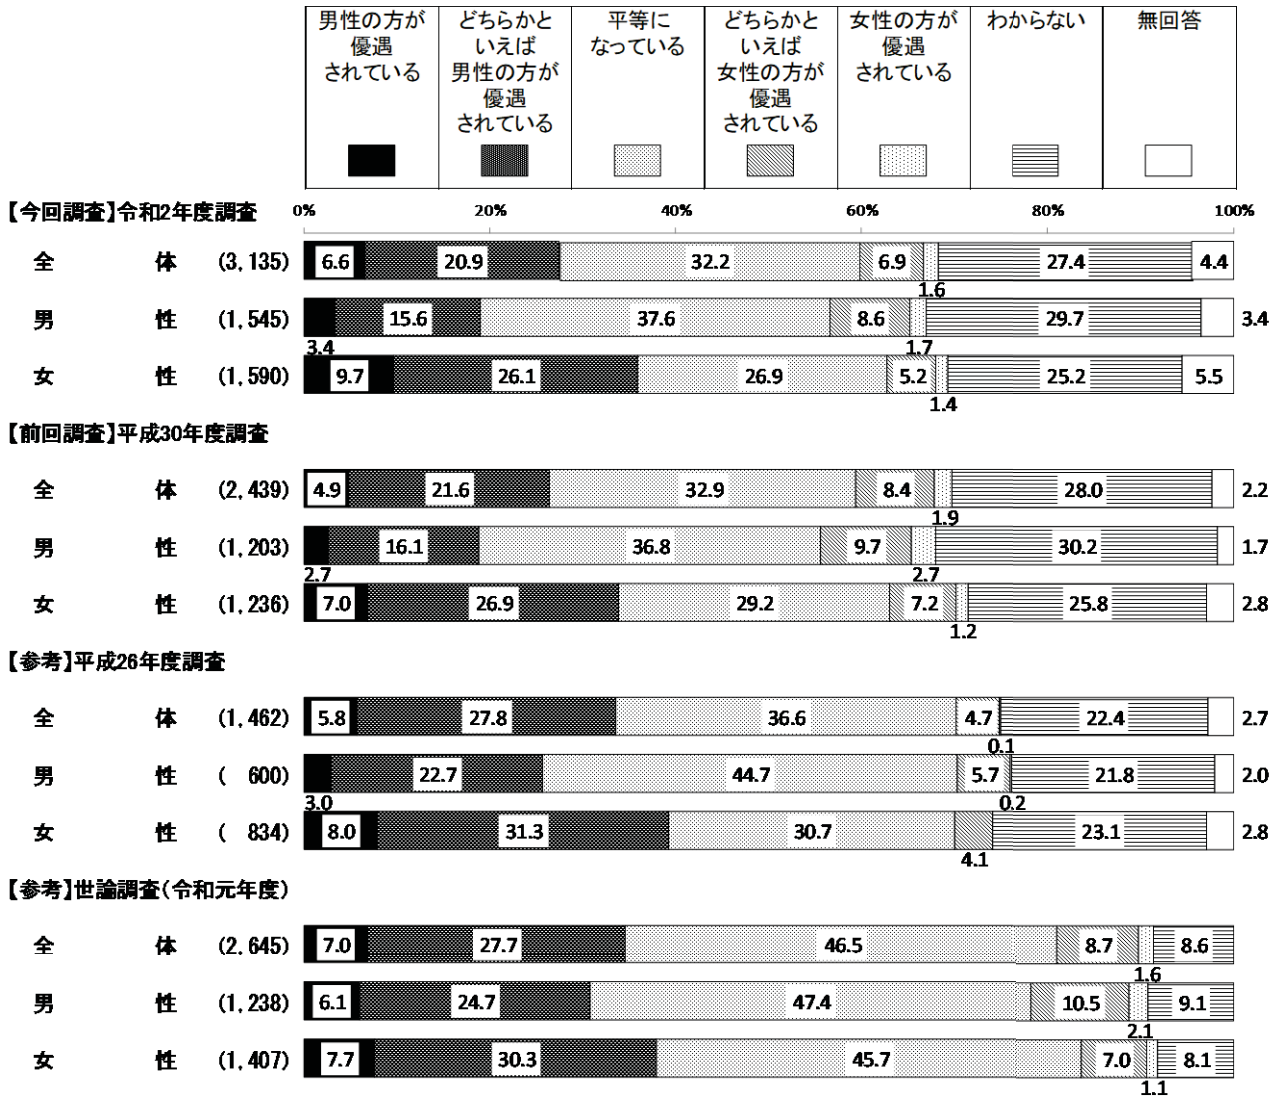 男性の方が
優遇
されている
どちらかと
いえば
男性の方が
優遇
されている
平等に
なっている
どちらかと
いえば
女性の方が
優遇
されている
女性の方が
優遇
されている
わからない
無回答
【今回調査】令和2年度調査
0% 20% 40% 60% 80% 100%
全 体 (3,135) 6.6 20.9 32.2 6.9 27.4 4.4
1.6
男 性 (1,545) 15.6 37.6 8.6 29.7 3.4
3.4 1.7
女 性 (1,590) 9.7 26.1 26.9 5.2 25.2 5.5
1.4
【前回調査】平成30年度調査
全 体 (2,439) 4.9 21.6 32.9 8.4 28.0 2.2
1.9
男 性 (1,203) 16.1 36.8 9.7 30.2 1.7
2.7 2.7
女 性 (1,236) 7.0 26.9 29.2 7.2 25.8 2.8
1.2
【参考】平成26年度調査
全 体 (1,462) 5.8 27.8 36.6 4.7 22.4 2.7
0.1
男 性 ( 600) 22.7 44.7 5.7 21.8 2.0
3.0 0.2
女 性 ( 834) 8.0 31.3 30.7 23.1 2.8
4.1
【参考】世論調査(令和元年度)
全 体 (2,645) 7.0 27.7 46.5 8.7 8.6
1.6
男 性 (1,238) 6.1 24.7 47.4 10.5 9.1
2.1
女 性 (1,407) 7.7 30.3 45.7 7.0 8.1
1.1